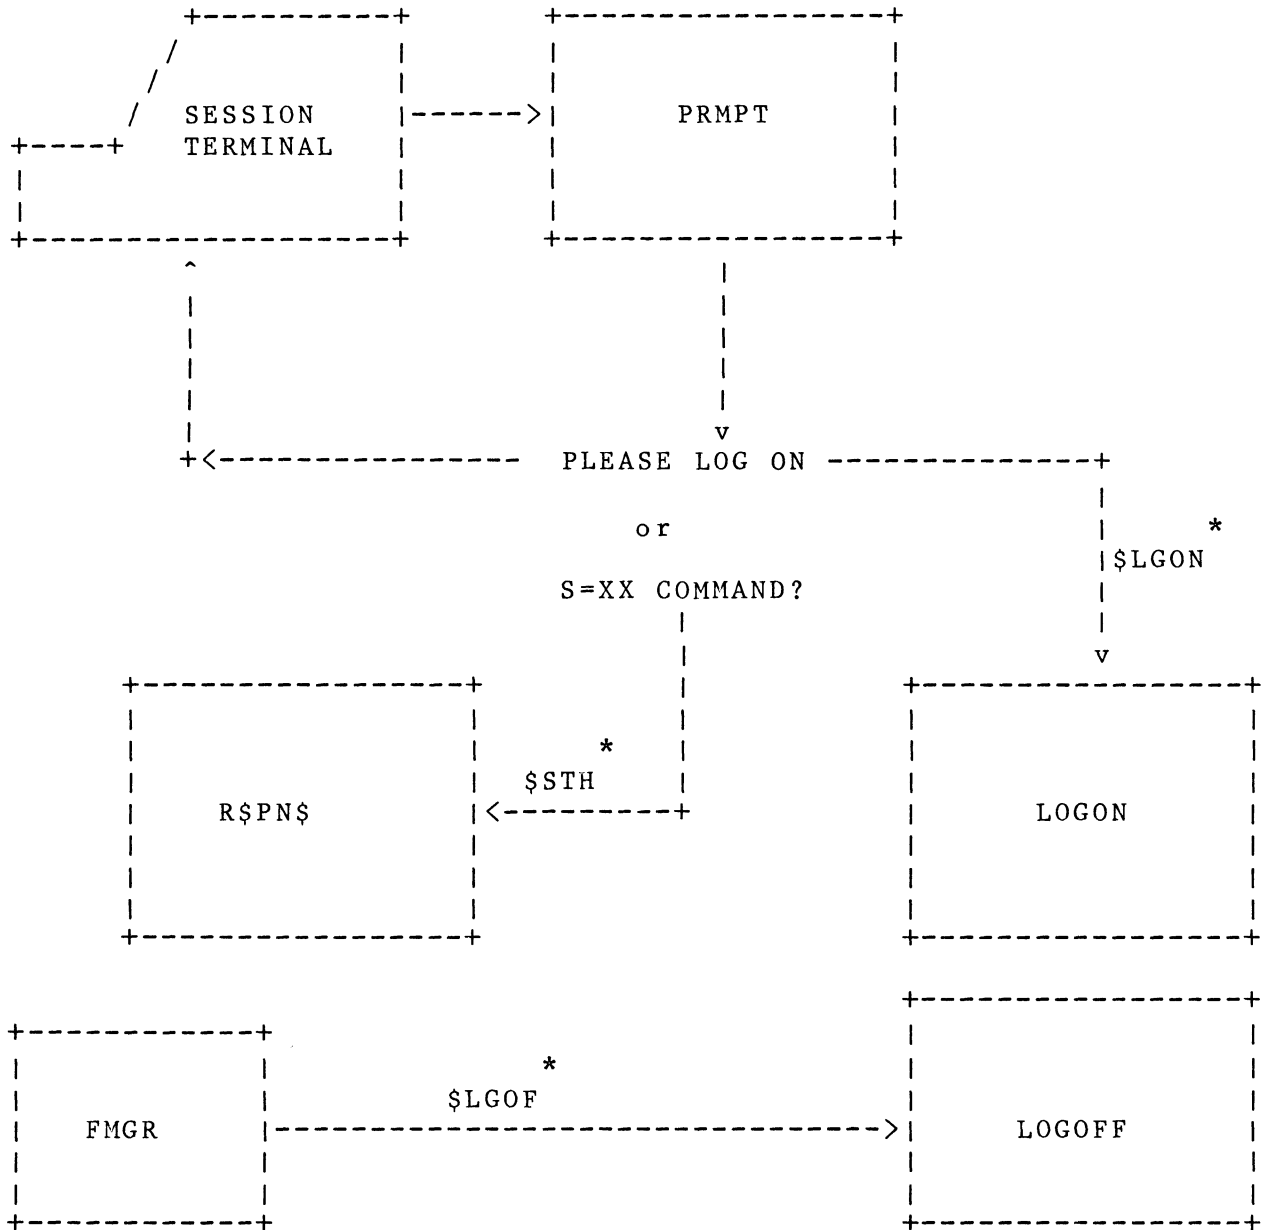 SESSION
TERMINAL
PRMPT
PLEASE LOG ON
or
*
$LGON
S=XX COMMAND?
*
$STH
R$PN$
LOGON
*
$LGOF
FMGR
LOGOFF